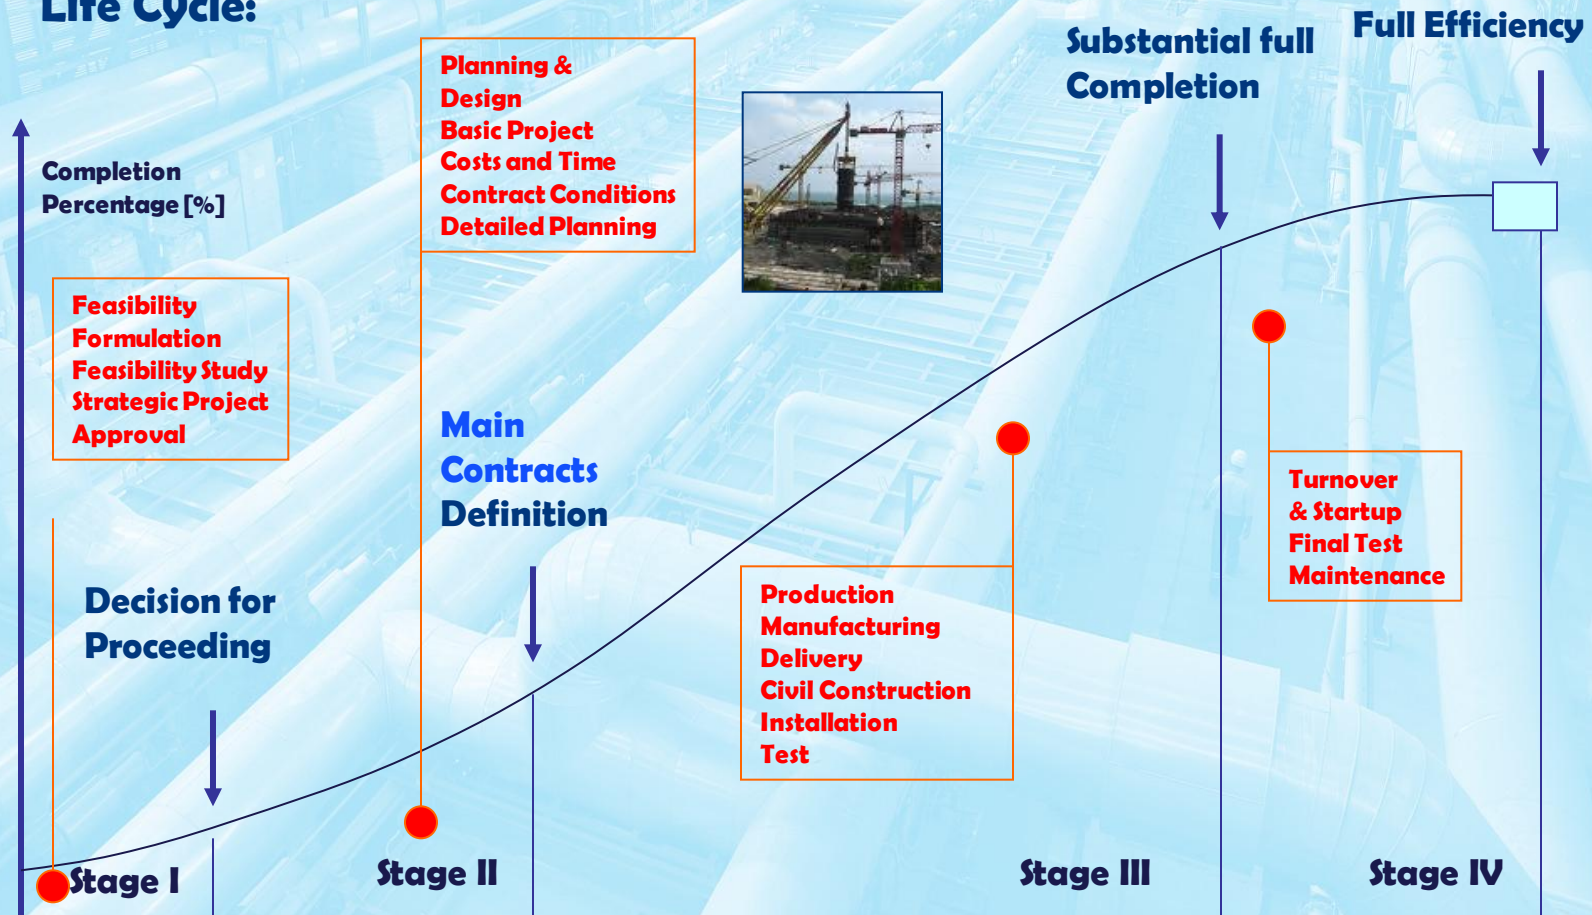 Life Cycle:
Full Efficiency
Substantial full
Completion
Planning &
Design
Basic Project
Costs and Time
Contract Conditions
Detailed Planning
Completion
Percentage [%]
Feasibility
Formulation
Feasibility Study
Strategic Project
Approval
Main
Contracts
Definition
Turnover
& Startup
Final Test
Maintenance
Decision for
Proceeding
Production
Manufacturing
Delivery
Civil Construction
Installation
Test
Stage I
Stage II
Stage III
Stage IV